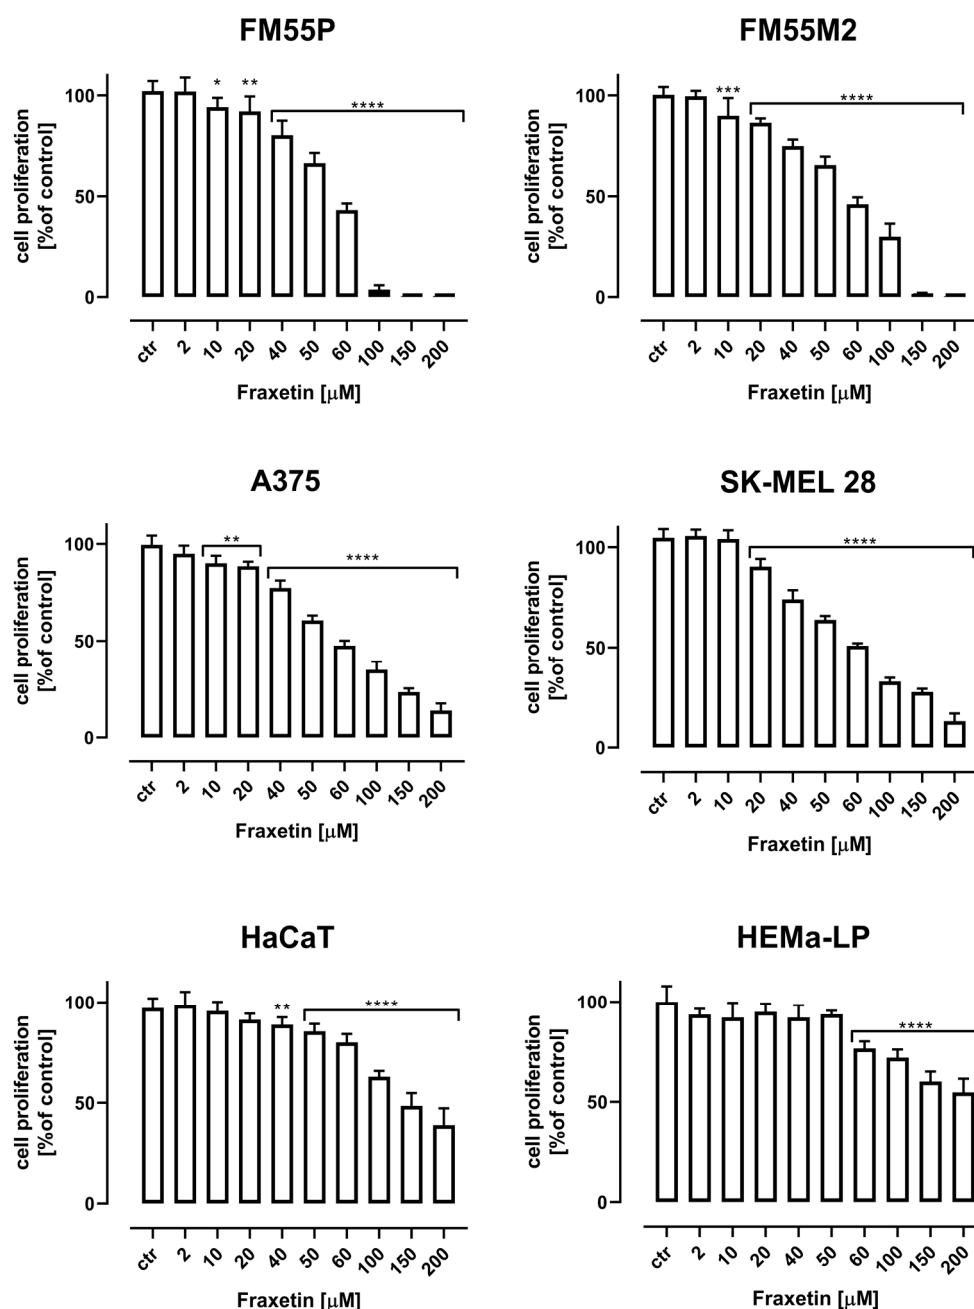 FM55P
* ** ****
100
50
0
cell proliferation
[%of control]
ctr 2 10 20 40 50 60 100 150 200
Fraxetin [μM]
FM55M2
*** ****
100
50
0
cell proliferation
[%of control]
ctr 2 10 20 40 50 60 100 150 200
Fraxetin [μM]
A375
** ****
100
50
0
cell proliferation
[%of control]
ctr 2 10 20 40 50 60 100 150 200
Fraxetin [μM]
SK-MEL 28
****
100
50
0
cell proliferation
[%of control]
ctr 2 10 20 40 50 60 100 150 200
Fraxetin [μM]
HaCaT
** ****
100
50
0
cell proliferation
[%of control]
ctr 2 10 20 40 50 60 100 150 200
Fraxetin [μM]
HEMa-LP
****
100
50
0
cell proliferation
[%of control]
ctr 2 10 20 40 50 60 100 150 200
Fraxetin [μM]